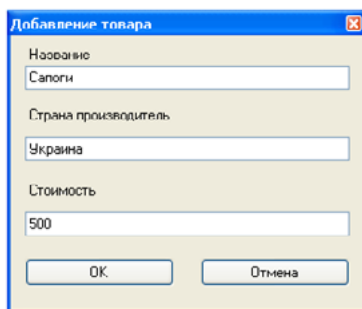 Добавление товара
Название
Сапоги
Страна производитель
Украина
Стоимость
500
OK
Отмена